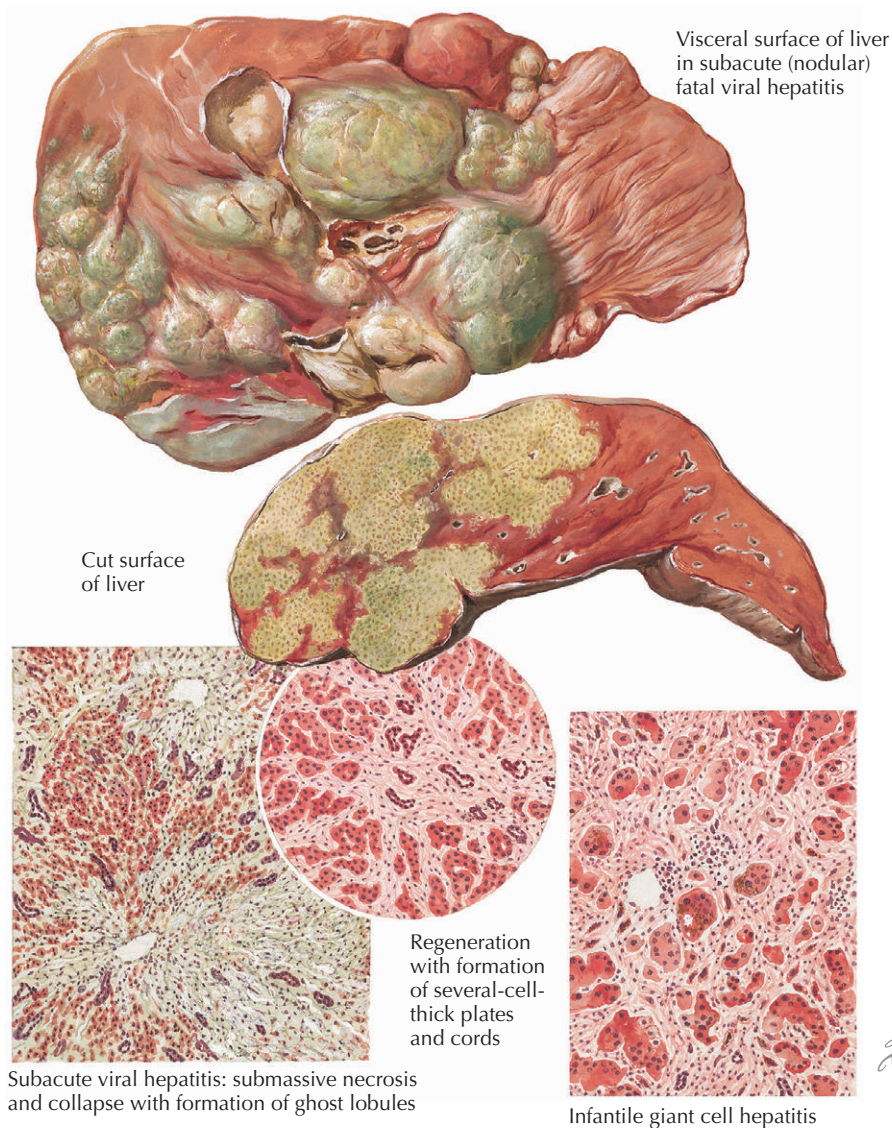 Visceral surface of liver
in subacute (nodular)
fatal viral hepatitis
Cut surface
of liver
Regeneration
with formation
of several-cell-
thick plates
and cords
Subacute viral hepatitis: submassive necrosis
and collapse with formation of ghost lobules
Infantile giant cell hepatitis